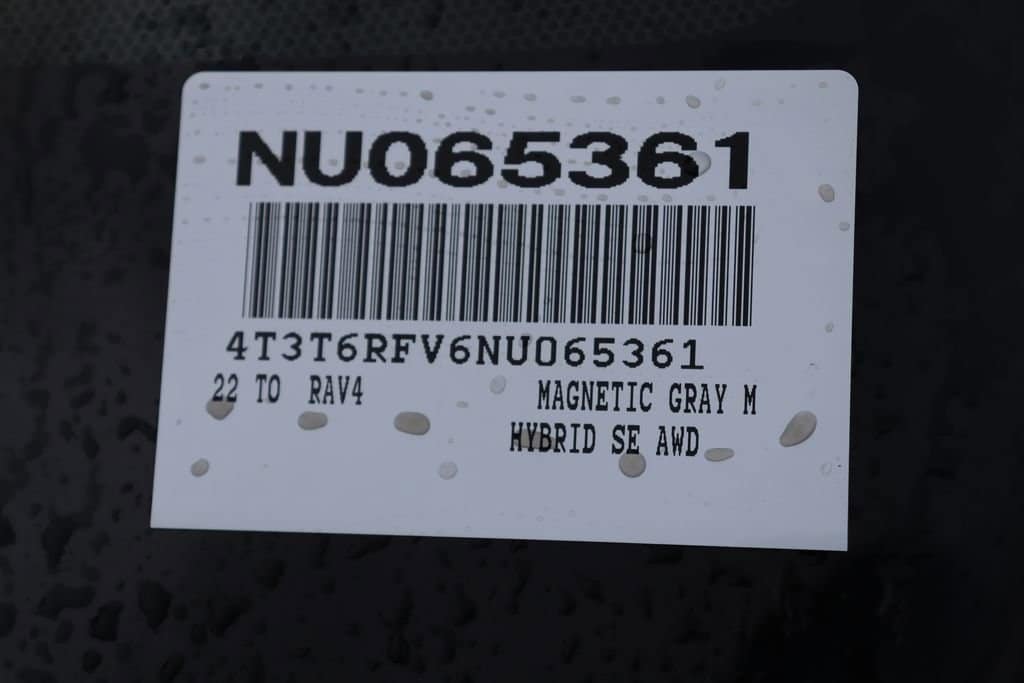 NU065361
4T3T6RFV6NU065361
22 TO RAV4 MAGNETIC GRAY M
HYBRID SE AWD